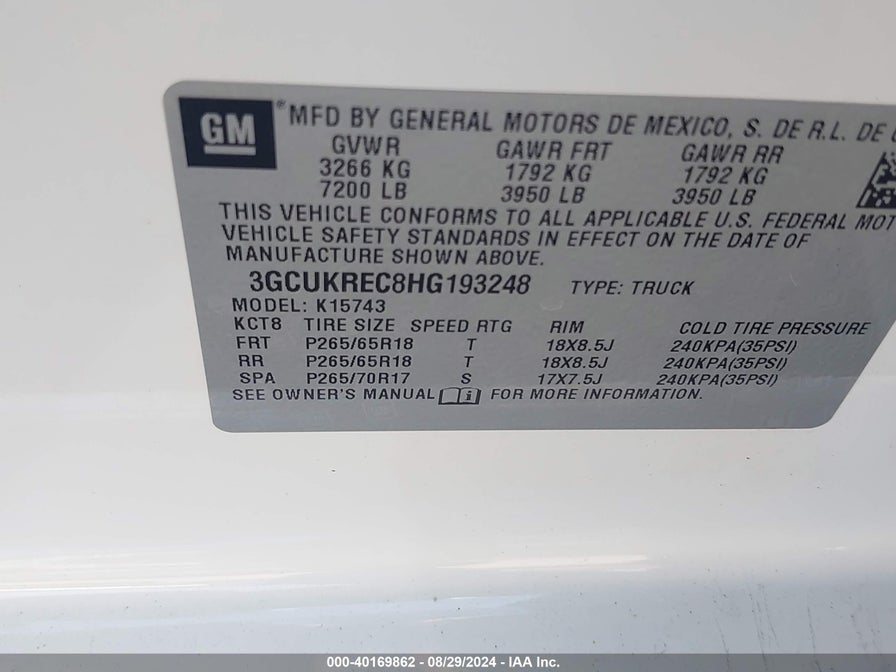 GM
® MFD BY GENERAL MOTORS DE MEXICO, S. DE R.L. DE
GVWR GAWR FRT GAWR RR
3266 KG 1792 KG 1792 KG
7200 LB 3950 LB 3950 LB
THIS VEHICLE CONFORMS TO ALL APPLICABLE U.S. FEDERAL
VEHICLE SAFETY STANDARDS IN EFFECT ON THE DATE OF
MANUFACTURE SHOWN ABOVE.
3GCUKREC8HG193248 TYPE: TRUCK
MODEL: K15743
KCT8 TIRE SIZE SPEED RTG RIM COLD TIRE PRESSURE
FRT P265/65R18 T 18X8.5J 240KPA(35PSI)
RR P265/65R18 T 18X8.5J 240KPA(35PSI)
SPA P265/70R17 S 17X7.5J 240KPA(35PSI)
SEE OWNER'S MANUAL FOR MORE INFORMATION.
000-40169862 - 08/29/2024 - IAA Inc.